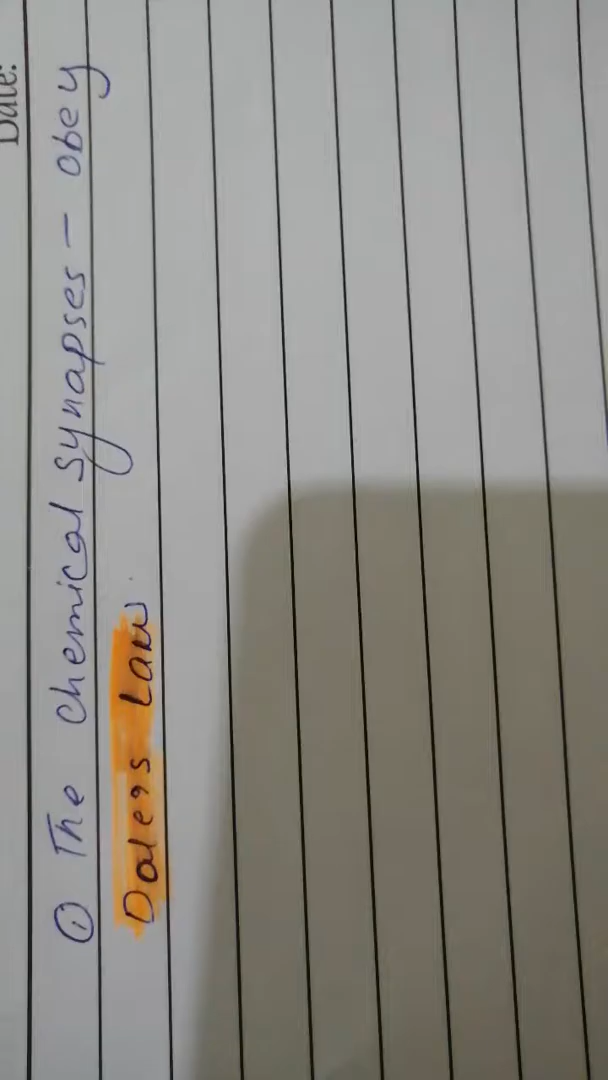 Date:
① The chemical synapses – obey
Dale's Law.